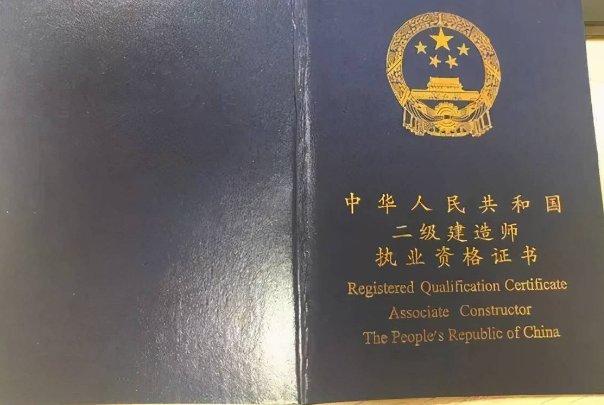 中华人民共和国
二级建造师
执业资格证书
Registered Qualification Certificate
Associate Constructor
The People's Republic of China